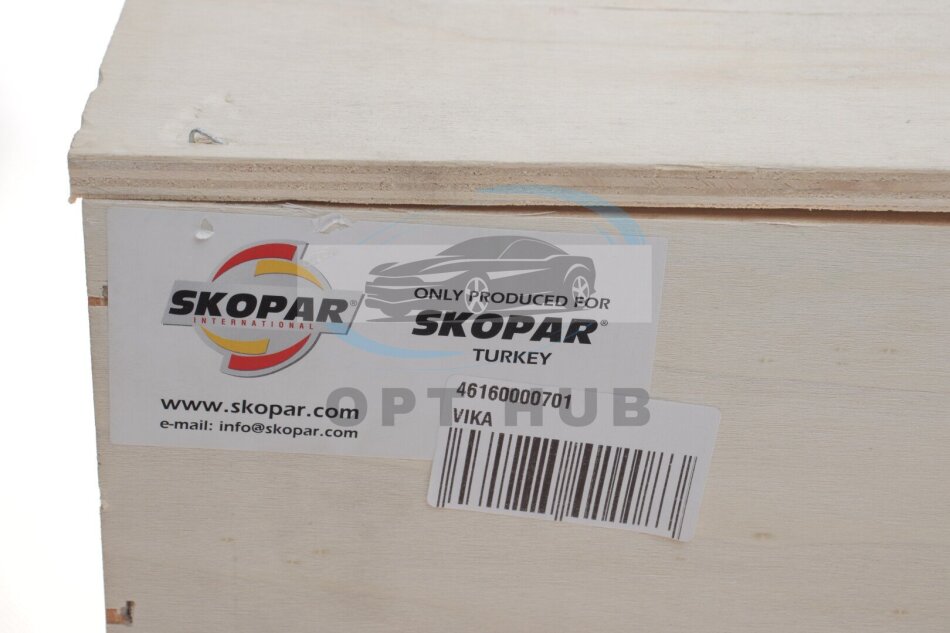 SKOPAR®
INTERNATIONAL
ONLY PRODUCED FOR
SKOPAR®
TURKEY
www.skopar.com
e-mail: info@skopar.com
OPT HUB
46160000701
VIKA